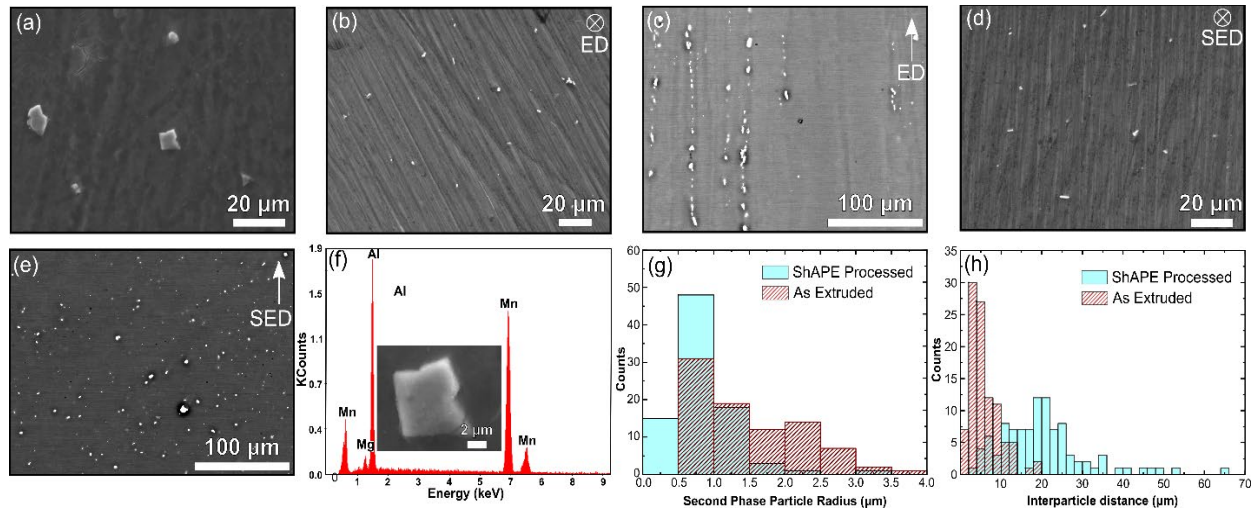 (a)
20 µm
(b)
ED
20 µm
(c)
ED
100 µm
(d)
SED
20 µm
(e)
SED
100 µm
(f)
1.9
1.5
1.1
0.7
0.4
0.0
KCounts
Al
Al
Mn
Mn
Mg
Mn
2 µm
1 2 3 4 5 6 7 8 9
Energy (keV)
(g)
60
50
40
30
20
10
0
Counts
ShAPE Processed
As Extruded
0.0 0.5 1.0 1.5 2.0 2.5 3.0 3.5 4.0
Second Phase Particle Radius (µm)
(h)
35
30
25
20
15
10
5
0
Counts
ShAPE Processed
As Extruded
10 20 30 40 50 60 70
Interparticle distance (µm)